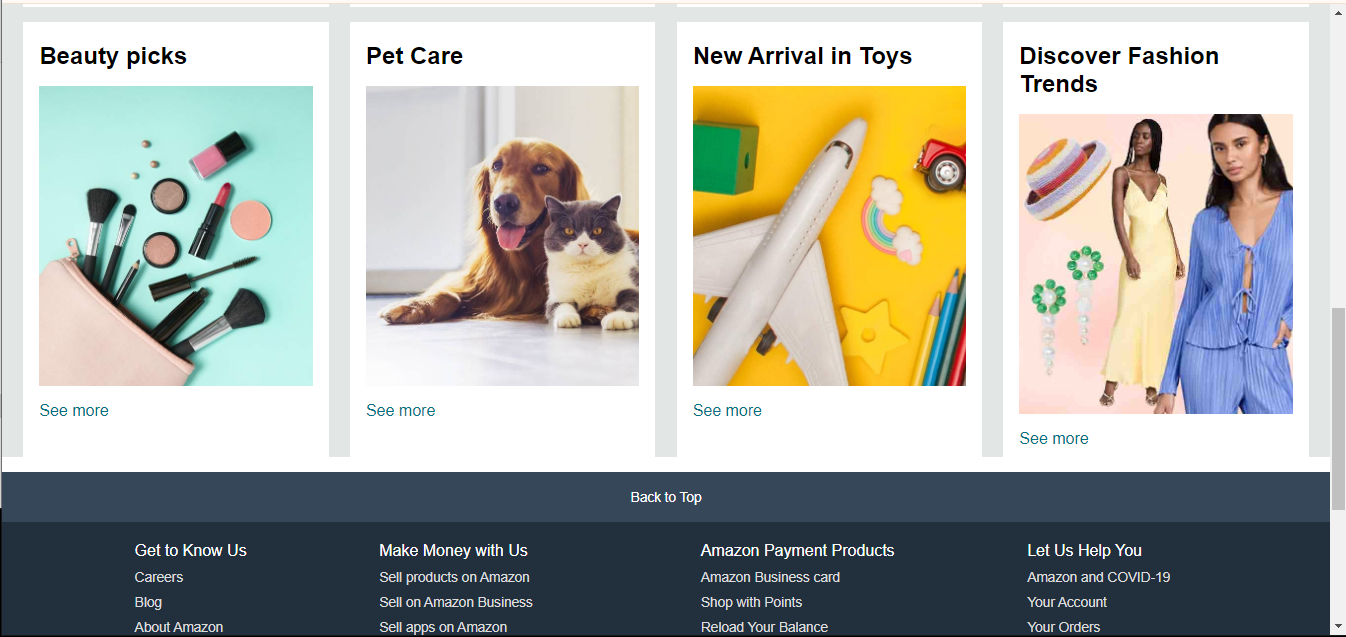 Beauty picks
Pet Care
New Arrival in Toys
Discover Fashion
Trends
See more
See more
See more
See more
Back to Top
Get to Know Us
Careers
Blog
About Amazon
Make Money with Us
Sell products on Amazon
Sell on Amazon Business
Sell apps on Amazon
Amazon Payment Products
Amazon Business card
Shop with Points
Reload Your Balance
Let Us Help You
Amazon and COVID-19
Your Account
Your Orders